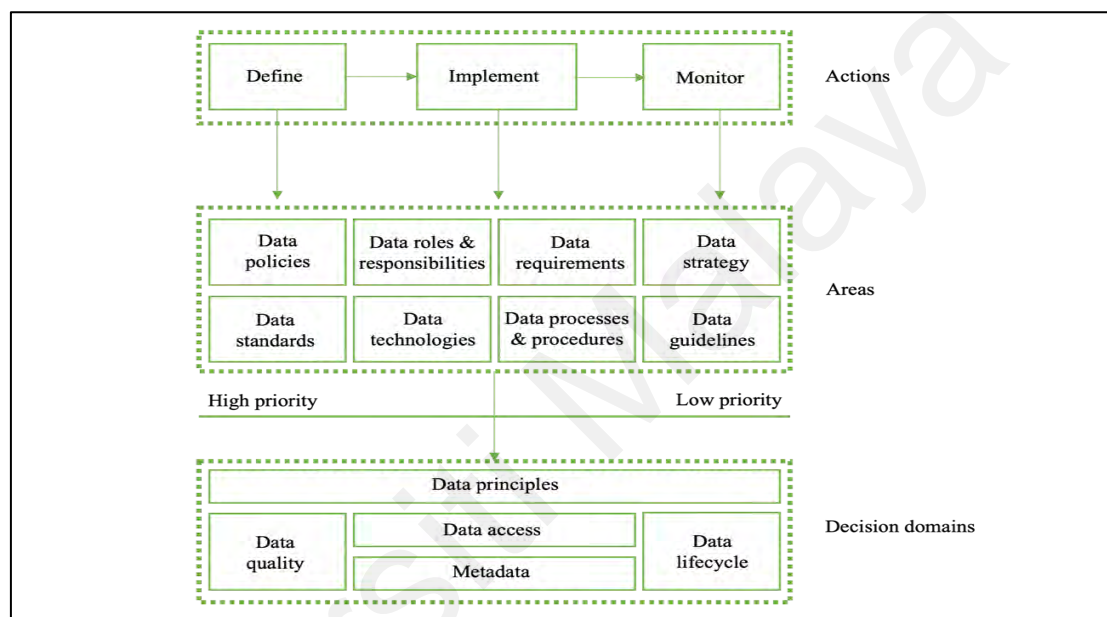 Define
Implement
Monitor
Actions
Data
policies
Data roles &
responsibilities
Data
requirements
Data
strategy
Areas
Data
standards
Data
technologies
Data processes
& procedures
Data
guidelines
High priority
Low priority
Data principles
Data
quality
Data access
Metadata
Data
lifecycle
Decision domains
siti Malaya